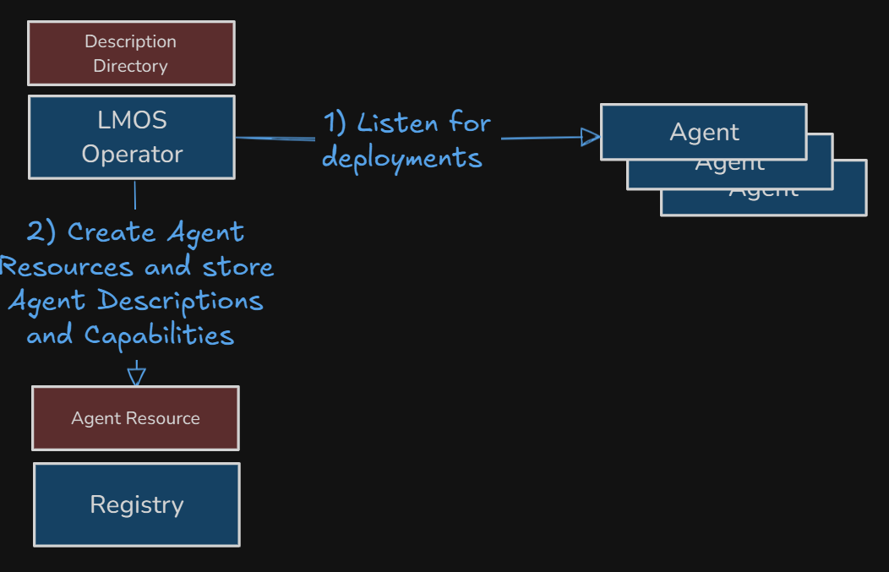 Description
Directory
LMOS
Operator
1) Listen for
deployments
Agent
Agent
Agent
2) Create Agent
Resources and store
Agent Descriptions
and Capabilities
Agent Resource
Registry